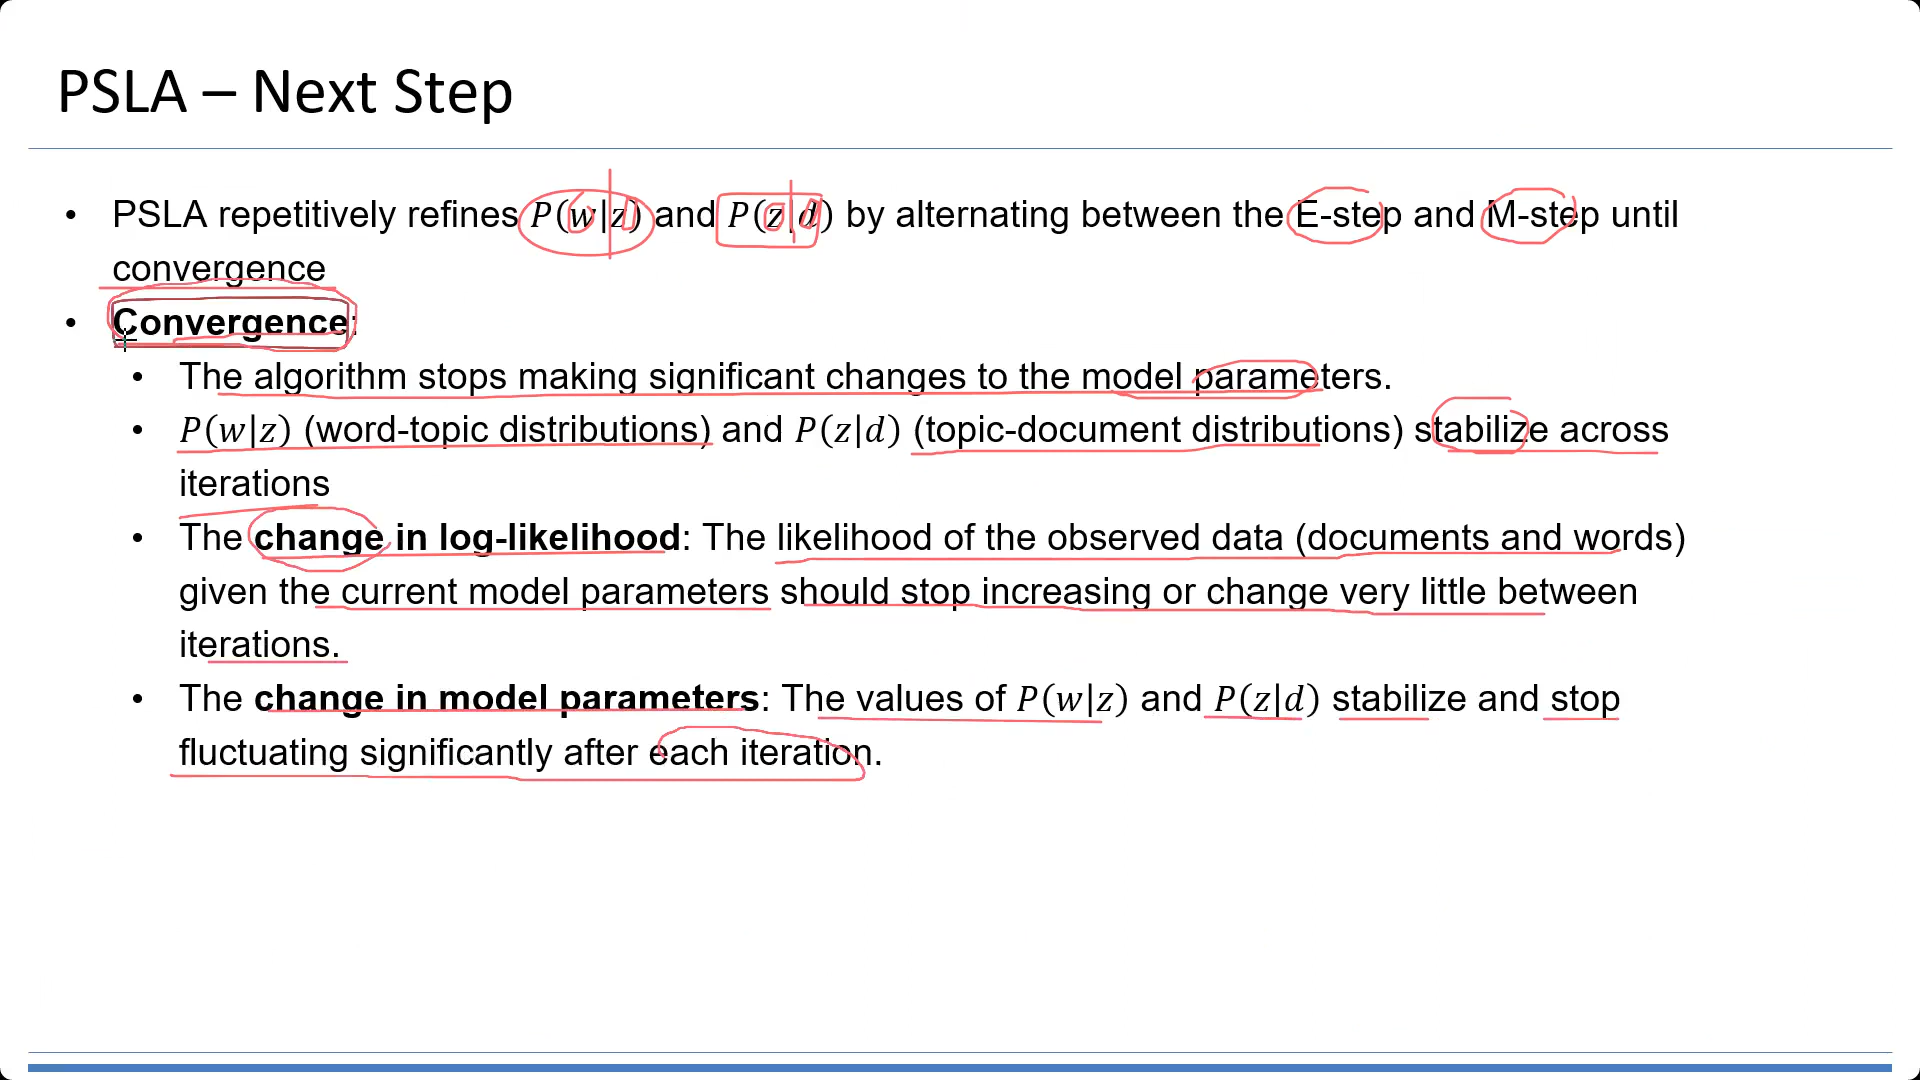 PSLA – Next Step
• PSLA repetitively refines P(w|z) and P(z|d) by alternating between the E-step and M-step until
convergence
• Convergence:
• The algorithm stops making significant changes to the model parameters.
• P(w|z) (word-topic distributions) and P(z|d) (topic-document distributions) stabilize across
iterations
• The change in log-likelihood: The likelihood of the observed data (documents and words)
given the current model parameters should stop increasing or change very little between
iterations.
• The change in model parameters: The values of P(w|z) and P(z|d) stabilize and stop
fluctuating significantly after each iteration.